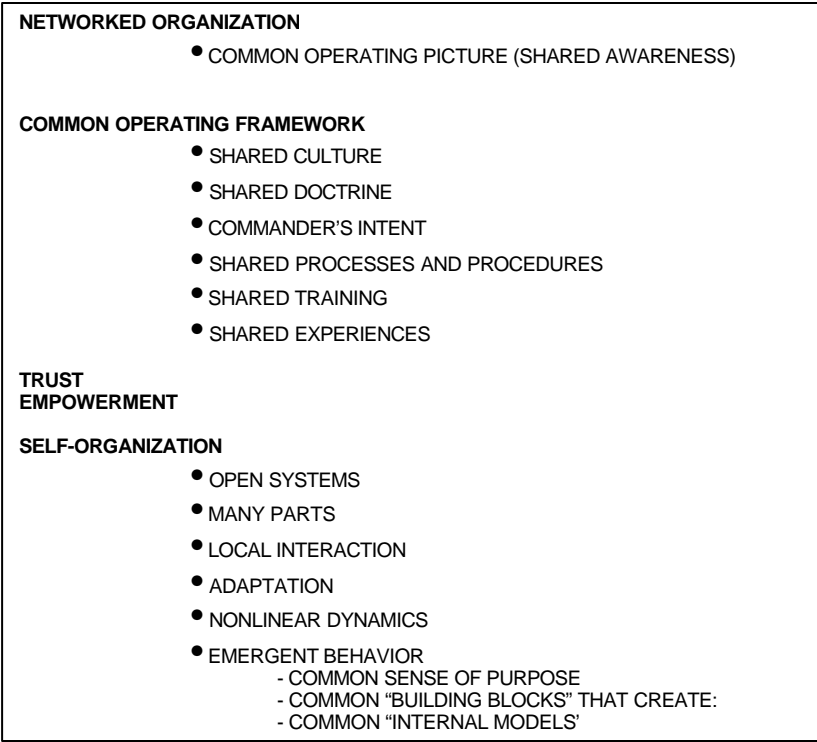 NETWORKED ORGANIZATION
• COMMON OPERATING PICTURE (SHARED AWARENESS)
COMMON OPERATING FRAMEWORK
• SHARED CULTURE
• SHARED DOCTRINE
• COMMANDER’S INTENT
• SHARED PROCESSES AND PROCEDURES
• SHARED TRAINING
• SHARED EXPERIENCES
TRUST
EMPOWERMENT
SELF-ORGANIZATION
• OPEN SYSTEMS
• MANY PARTS
• LOCAL INTERACTION
• ADAPTATION
• NONLINEAR DYNAMICS
• EMERGENT BEHAVIOR
- COMMON SENSE OF PURPOSE
- COMMON “BUILDING BLOCKS” THAT CREATE:
- COMMON “INTERNAL MODELS’